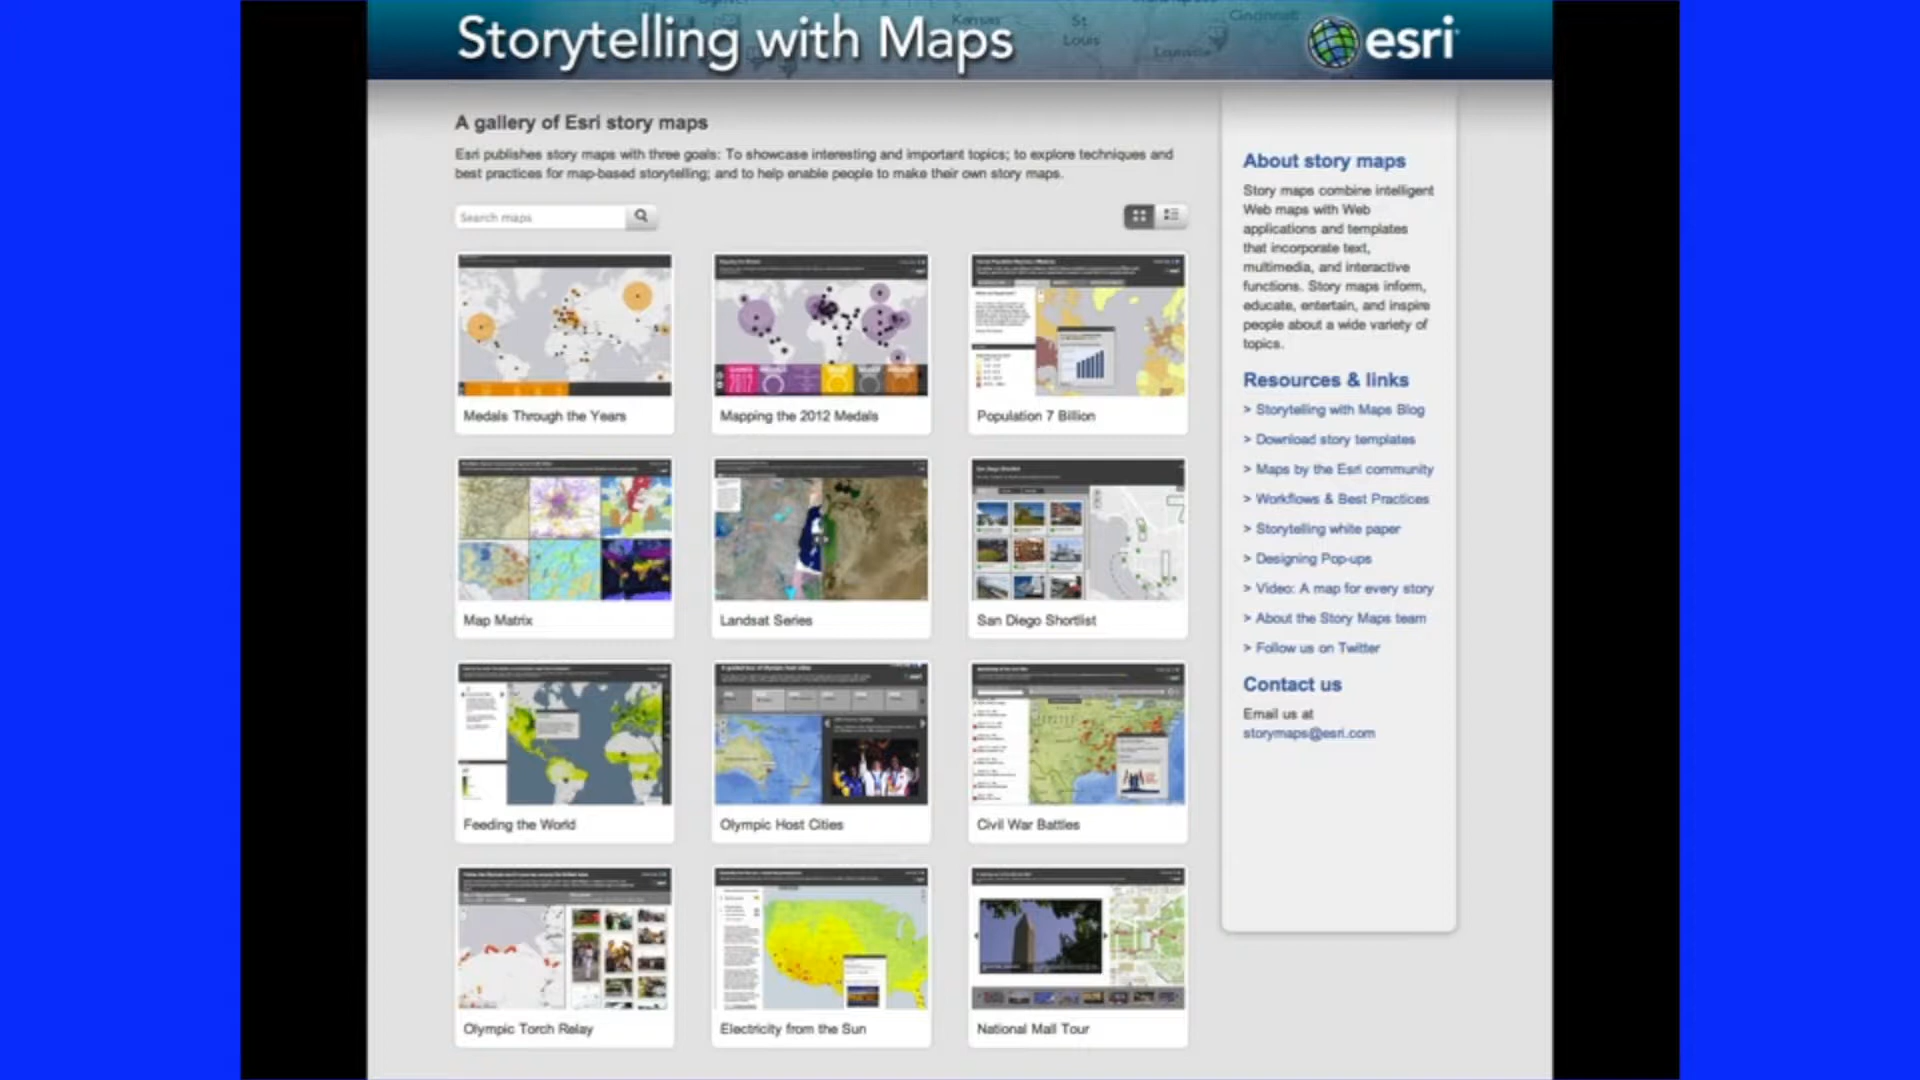 Storytelling with Maps
esri
Kansas
St
Louis
Cincinnati
A gallery of Esri story maps
Esri publishes story maps with three goals: To showcase interesting and important topics; to explore techniques and
best practices for map-based storytelling; and to help enable people to make their own story maps.
Search maps
Medals Through the Years
Mapping the 2012 Medals
Population 7 Billion
Map Matrix
Landsat Series
San Diego Shortlist
Feeding the World
Olympic Host Cities
Civil War Battles
Olympic Torch Relay
Electricity from the Sun
National Mall Tour
About story maps
Story maps combine intelligent
Web maps with Web
applications and templates
that incorporate text,
multimedia, and interactive
functions. Story maps inform,
educate, entertain, and inspire
people about a wide variety of
topics.
Resources & links
> Storytelling with Maps Blog
> Download story templates
> Maps by the Esri community
> Workflows & Best Practices
> Storytelling white paper
> Designing Pop-ups
> Video: A map for every story
> About the Story Maps team
> Follow us on Twitter
Contact us
Email us at
storymaps@esri.com